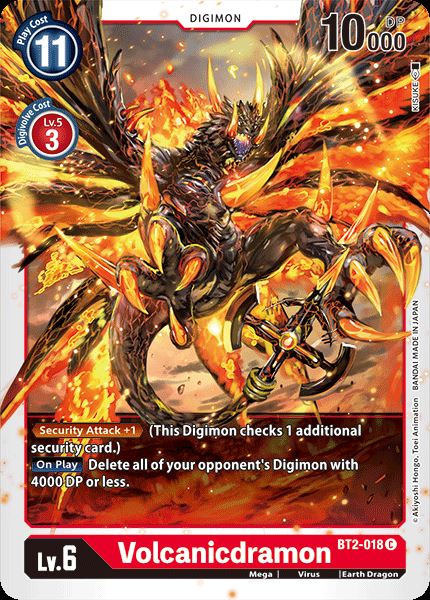 Play Cost
11
DIGIMON
DP
10000
Digivolve Cost
Lv.5
3
KISUKE
Security Attack +1 (This Digimon checks 1 additional
security card.)
On Play Delete all of your opponent's Digimon with
4000 DP or less.
©Akiyoshi Hongo, Toei Animation BANDAI MADE IN JAPAN
Lv.6
Volcanicdramon
BT2-018 C
Mega | Virus | Earth Dragon